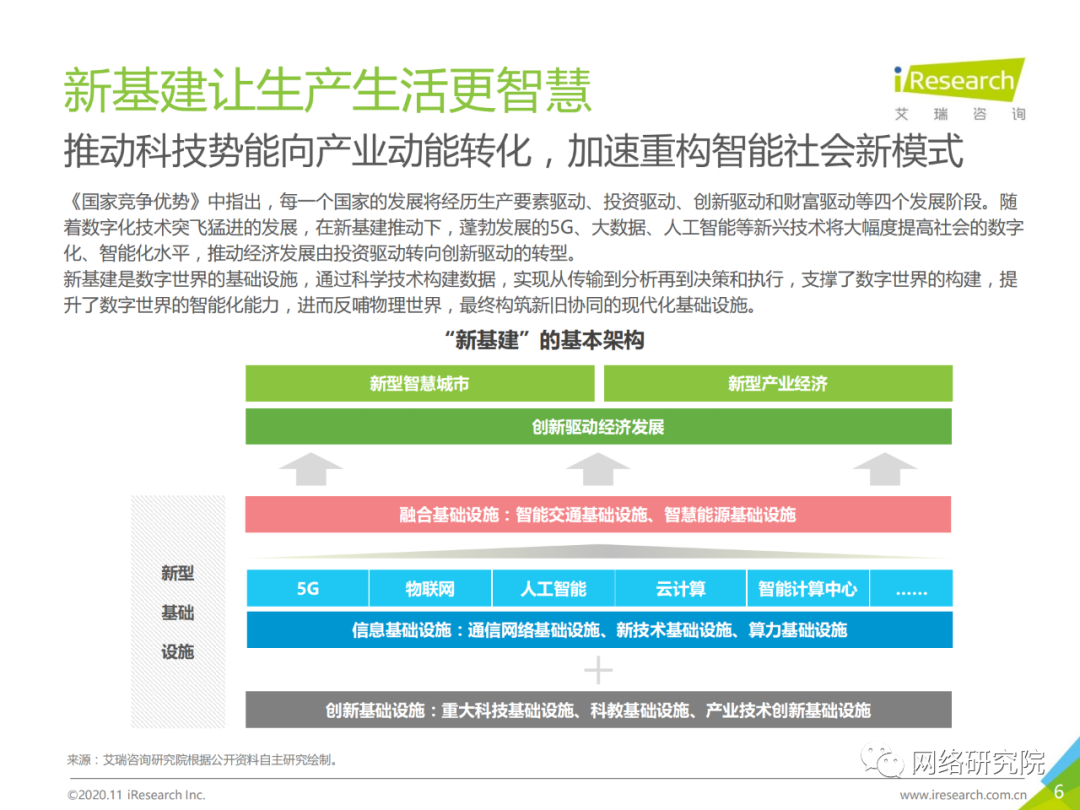 新基建让生产生活更智慧
iResearch
艾瑞咨询
推动科技势能向产业动能转化，加速重构智能社会新模式
《国家竞争优势》中指出，每一个国家的发展将经历生产要素驱动、投资驱动、创新驱动和财富驱动等四个发展阶段。随
着数字化技术突飞猛进的发展，在新基建推动下，蓬勃发展的5G、大数据、人工智能等新兴技术将大幅度提高社会的数字
化、智能化水平，推动经济发展由投资驱动转向创新驱动的转型。
新基建是数字世界的基础设施，通过科学技术构建数据，实现从传输到分析再到决策和执行，支撑了数字世界的构建，提
升了数字世界的智能化能力，进而反哺物理世界，最终构筑新旧协同的现代化基础设施。
“新基建”的基本架构
新型智慧城市
新型产业经济
创新驱动经济发展
融合基础设施：智能交通基础设施、智慧能源基础设施
新型
基础
设施
5G
物联网
人工智能
云计算
智能计算中心
……
信息基础设施：通信网络基础设施、新技术基础设施、算力基础设施
创新基础设施：重大科技基础设施、科教基础设施、产业技术创新基础设施
来源：艾瑞咨询研究院根据公开资料自主研究绘制。
网络研究院
©2020.11 iResearch Inc.
www.iresearch.com.cn
6